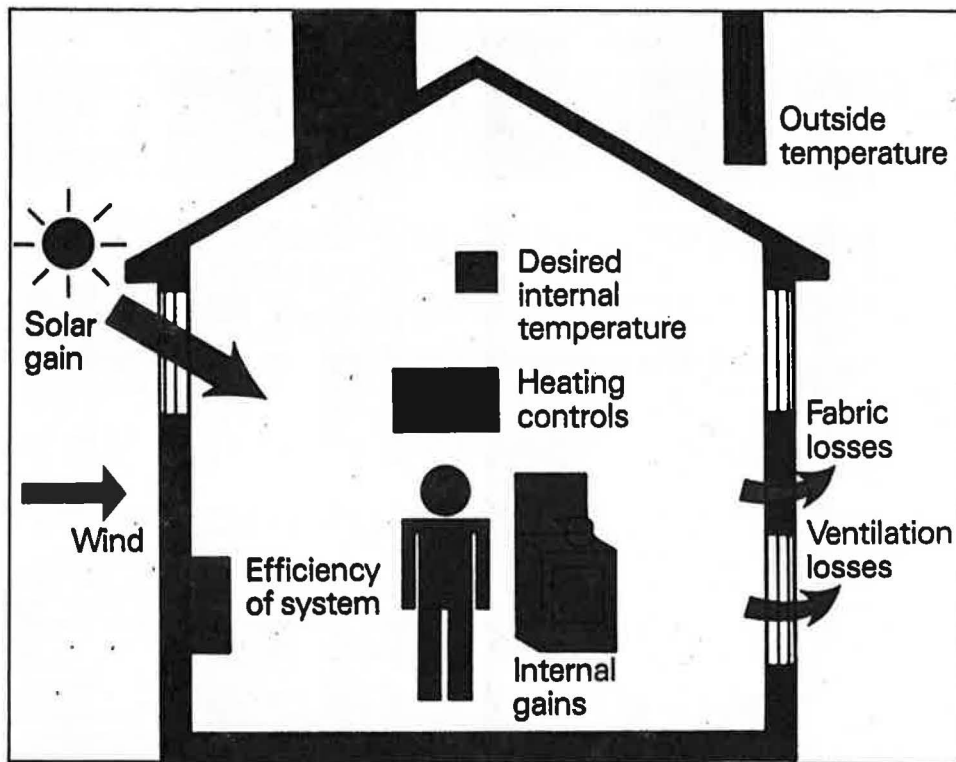 Outside
temperature
Desired
internal
temperature
Solar
gain
Heating
controls
Fabric
losses
Wind
Ventilation
losses
Efficiency
of system
Internal
gains